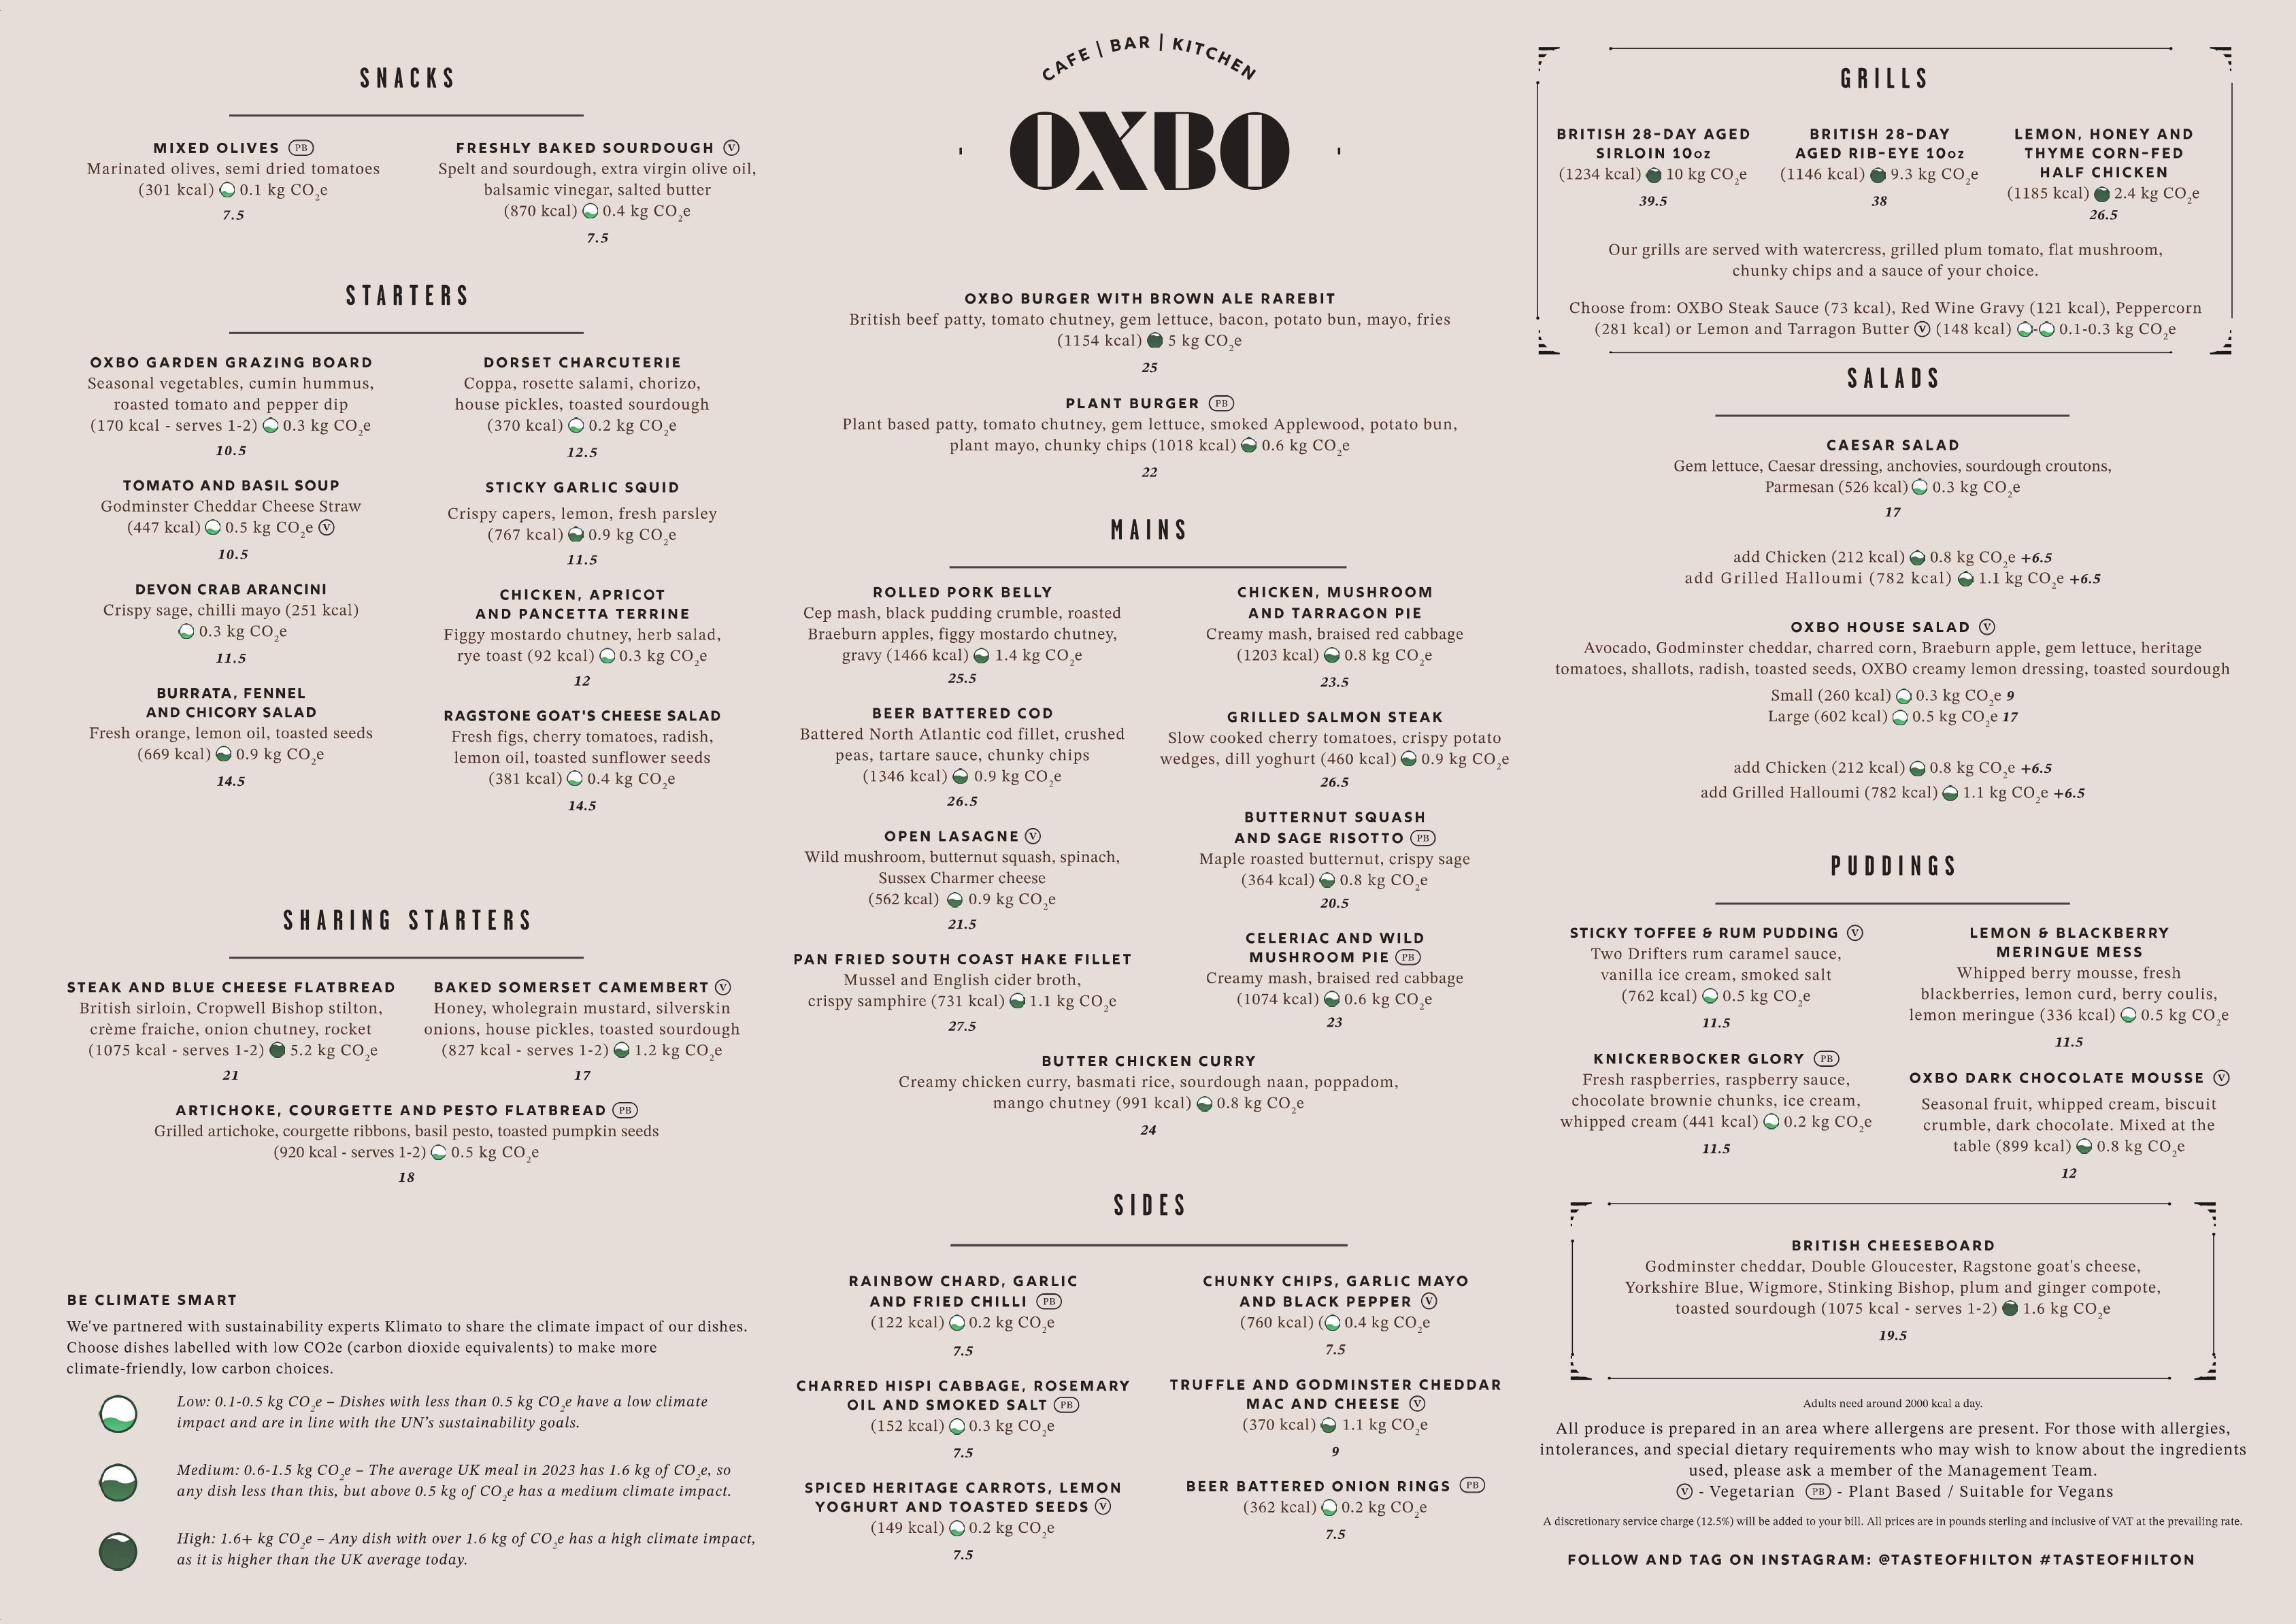 SNACKS
MIXED OLIVES PB
Marinated olives, semi dried tomatoes
(301 kcal) 0.1 kg CO2e
7.5
FRESHLY BAKED SOURDOUGH V
Spelt and sourdough, extra virgin olive oil,
balsamic vinegar, salted butter
(870 kcal) 0.4 kg CO2e
7.5
STARTERS
OXBO GARDEN GRAZING BOARD
Seasonal vegetables, cumin hummus,
roasted tomato and pepper dip
(170 kcal - serves 1-2) 0.3 kg CO2e
10.5
TOMATO AND BASIL SOUP
Godminster Cheddar Cheese Straw
(447 kcal) 0.5 kg CO2e V
10.5
DEVON CRAB ARANCINI
Crispy sage, chilli mayo (251 kcal)
0.3 kg CO2e
11.5
BURRATA, FENNEL
AND CHICORY SALAD
Fresh orange, lemon oil, toasted seeds
(669 kcal) 0.9 kg CO2e
14.5
DORSET CHARCUTERIE
Coppa, rosette salami, chorizo,
house pickles, toasted sourdough
(370 kcal) 0.2 kg CO2e
12.5
STICKY GARLIC SQUID
Crispy capers, lemon, fresh parsley
(767 kcal) 0.9 kg CO2e
11.5
CHICKEN, APRICOT
AND PANCETTA TERRINE
Figgy mostardo chutney, herb salad,
rye toast (92 kcal) 0.3 kg CO2e
12
RAGSTONE GOAT'S CHEESE SALAD
Fresh figs, cherry tomatoes, radish,
lemon oil, toasted sunflower seeds
(381 kcal) 0.4 kg CO2e
14.5
SHARING STARTERS
STEAK AND BLUE CHEESE FLATBREAD
British sirloin, Cropwell Bishop stilton,
crème fraiche, onion chutney, rocket
(1075 kcal - serves 1-2) 5.2 kg CO2e
21
BAKED SOMERSET CAMEMBERT V
Honey, wholegrain mustard, silverskin
onions, house pickles, toasted sourdough
(827 kcal - serves 1-2) 1.2 kg CO2e
17
ARTICHOKE, COURGETTE AND PESTO FLATBREAD PB
Grilled artichoke, courgette ribbons, basil pesto, toasted pumpkin seeds
(920 kcal - serves 1-2) 0.5 kg CO2e
18
BE CLIMATE SMART
We've partnered with sustainability experts Klimato to share the climate impact of our dishes.
Choose dishes labelled with low CO2e (carbon dioxide equivalents) to make more
climate-friendly, low carbon choices.
Low: 0.1-0.5 kg CO2e – Dishes with less than 0.5 kg CO2e have a low climate
impact and are in line with the UN's sustainability goals.
Medium: 0.6-1.5 kg CO2e – The average UK meal in 2023 has 1.6 kg of CO2e, so
any dish less than this, but above 0.5 kg of CO2e has a medium climate impact.
High: 1.6+ kg CO2e – Any dish with over 1.6 kg of CO2e has a high climate impact,
as it is higher than the UK average today.
CAFE | BAR | KITCHEN
OXBO
OXBO BURGER WITH BROWN ALE RAREBIT
British beef patty, tomato chutney, gem lettuce, bacon, potato bun, mayo, fries
(1154 kcal) 5 kg CO2e
25
PLANT BURGER PB
Plant based patty, tomato chutney, gem lettuce, smoked Applewood, potato bun,
plant mayo, chunky chips (1018 kcal) 0.6 kg CO2e
22
MAINS
ROLLED PORK BELLY
Cep mash, black pudding crumble, roasted
Braeburn apples, figgy mostardo chutney,
gravy (1466 kcal) 1.4 kg CO2e
25.5
BEER BATTERED COD
Battered North Atlantic cod fillet, crushed
peas, tartare sauce, chunky chips
(1346 kcal) 0.9 kg CO2e
26.5
OPEN LASAGNE V
Wild mushroom, butternut squash, spinach,
Sussex Charmer cheese
(562 kcal) 0.9 kg CO2e
21.5
PAN FRIED SOUTH COAST HAKE FILLET
Mussel and English cider broth,
crispy samphire (731 kcal) 1.1 kg CO2e
27.5
CHICKEN, MUSHROOM
AND TARRAGON PIE
Creamy mash, braised red cabbage
(1203 kcal) 0.8 kg CO2e
23.5
GRILLED SALMON STEAK
Slow cooked cherry tomatoes, crispy potato
wedges, dill yoghurt (460 kcal) 0.9 kg CO2e
26.5
BUTTERNUT SQUASH
AND SAGE RISOTTO PB
Maple roasted butternut, crispy sage
(364 kcal) 0.8 kg CO2e
20.5
CELERIAC AND WILD
MUSHROOM PIE PB
Creamy mash, braised red cabbage
(1074 kcal) 0.6 kg CO2e
23
BUTTER CHICKEN CURRY
Creamy chicken curry, basmati rice, sourdough naan, poppadom,
mango chutney (991 kcal) 0.8 kg CO2e
24
SIDES
RAINBOW CHARD, GARLIC
AND FRIED CHILLI PB
(122 kcal) 0.2 kg CO2e
7.5
CHARRED HISPI CABBAGE, ROSEMARY
OIL AND SMOKED SALT PB
(152 kcal) 0.3 kg CO2e
7.5
SPICED HERITAGE CARROTS, LEMON
YOGHURT AND TOASTED SEEDS V
(149 kcal) 0.2 kg CO2e
7.5
CHUNKY CHIPS, GARLIC MAYO
AND BLACK PEPPER V
(760 kcal) ( 0.4 kg CO2e
7.5
TRUFFLE AND GODMINSTER CHEDDAR
MAC AND CHEESE V
(370 kcal) 1.1 kg CO2e
9
BEER BATTERED ONION RINGS PB
(362 kcal) 0.2 kg CO2e
7.5
GRILLS
BRITISH 28-DAY AGED
SIRLOIN 10oz
(1234 kcal) 10 kg CO2e
39.5
BRITISH 28-DAY
AGED RIB-EYE 10oz
(1146 kcal) 9.3 kg CO2e
38
LEMON, HONEY AND
THYME CORN-FED
HALF CHICKEN
(1185 kcal) 2.4 kg CO2e
26.5
Our grills are served with watercress, grilled plum tomato, flat mushroom,
chunky chips and a sauce of your choice.
Choose from: OXBO Steak Sauce (73 kcal), Red Wine Gravy (121 kcal), Peppercorn
(281 kcal) or Lemon and Tarragon Butter V (148 kcal) - 0.1-0.3 kg CO2e
SALADS
CAESAR SALAD
Gem lettuce, Caesar dressing, anchovies, sourdough croutons,
Parmesan (526 kcal) 0.3 kg CO2e
17
add Chicken (212 kcal) 0.8 kg CO2e +6.5
add Grilled Halloumi (782 kcal) 1.1 kg CO2e +6.5
OXBO HOUSE SALAD V
Avocado, Godminster cheddar, charred corn, Braeburn apple, gem lettuce, heritage
tomatoes, shallots, radish, toasted seeds, OXBO creamy lemon dressing, toasted sourdough
Small (260 kcal) 0.3 kg CO2e 9
Large (602 kcal) 0.5 kg CO2e 17
add Chicken (212 kcal) 0.8 kg CO2e +6.5
add Grilled Halloumi (782 kcal) 1.1 kg CO2e +6.5
PUDDINGS
STICKY TOFFEE & RUM PUDDING V
Two Drifters rum caramel sauce,
vanilla ice cream, smoked salt
(762 kcal) 0.5 kg CO2e
11.5
KNICKERBOCKER GLORY PB
Fresh raspberries, raspberry sauce,
chocolate brownie chunks, ice cream,
whipped cream (441 kcal) 0.2 kg CO2e
11.5
LEMON & BLACKBERRY
MERINGUE MESS
Whipped berry mousse, fresh
blackberries, lemon curd, berry coulis,
lemon meringue (336 kcal) 0.5 kg CO2e
11.5
OXBO DARK CHOCOLATE MOUSSE V
Seasonal fruit, whipped cream, biscuit
crumble, dark chocolate. Mixed at the
table (899 kcal) 0.8 kg CO2e
12
BRITISH CHEESEBOARD
Godminster cheddar, Double Gloucester, Ragstone goat's cheese,
Yorkshire Blue, Wigmore, Stinking Bishop, plum and ginger compote,
toasted sourdough (1075 kcal - serves 1-2) 1.6 kg CO2e
19.5
Adults need around 2000 kcal a day.
All produce is prepared in an area where allergens are present. For those with allergies,
intolerances, and special dietary requirements who may wish to know about the ingredients
used, please ask a member of the Management Team.
V - Vegetarian PB - Plant Based / Suitable for Vegans
A discretionary service charge (12.5%) will be added to your bill. All prices are in pounds sterling and inclusive of VAT at the prevailing rate.
FOLLOW AND TAG ON INSTAGRAM: @TASTEOFHILTON #TASTEOFHILTON